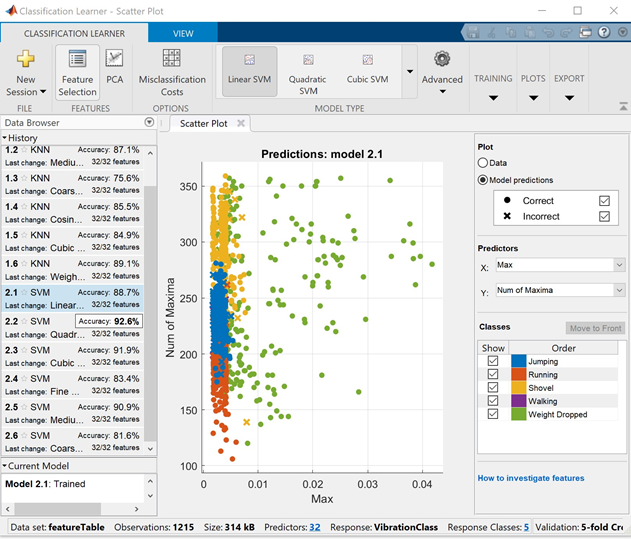 Classification Learner - Scatter Plot
CLASSIFICATION LEARNER
VIEW
New Session
Feature Selection
PCA
Misclassification Costs
Linear SVM
Quadratic SVM
Cubic SVM
Advanced
TRAINING
PLOTS
EXPORT
FILE
FEATURES
OPTIONS
MODEL TYPE
Data Browser
History
1.2 KNN Accuracy: 87.1%
Last change: Mediu... 32/32 features
1.3 KNN Accuracy: 75.6%
Last change: Coars... 32/32 features
1.4 KNN Accuracy: 85.5%
Last change: Cosin... 32/32 features
1.5 KNN Accuracy: 84.9%
Last change: Cubic ... 32/32 features
1.6 KNN Accuracy: 89.1%
Last change: Weigh... 32/32 features
2.1 SVM Accuracy: 88.7%
Last change: Linear... 32/32 features
2.2 SVM Accuracy: 92.6%
Last change: Quadr... 32/32 features
2.3 SVM Accuracy: 91.9%
Last change: Cubic ... 32/32 features
2.4 SVM Accuracy: 83.4%
Last change: Fine ... 32/32 features
2.5 SVM Accuracy: 90.9%
Last change: Mediu... 32/32 features
2.6 SVM Accuracy: 81.6%
Last change: Coars... 32/32 features
Current Model
Model 2.1: Trained
Scatter Plot
Predictions: model 2.1
Num of Maxima
350
300
250
200
150
100
0 0.01 0.02 0.03 0.04
Max
Plot
Data
Model predictions
Correct
Incorrect
Predictors
X: Max
Y: Num of Maxima
Classes
Move to Front
Show Order
Jumping
Running
Shovel
Walking
Weight Dropped
How to investigate features
Data set: featureTable Observations: 1215 Size: 314 kB Predictors: 32 Response: VibrationClass Response Classes: 5 Validation: 5-fold Cro